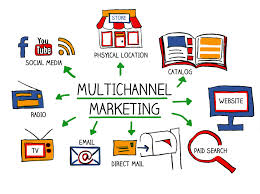 You
Tube
f
SOCIAL MEDIA
STORE
PHYSICAL LOCATION
CATALOG
MULTICHANNEL
MARKETING
RADIO
WEBSITE
TV
EMAIL
@
DIRECT MAIL
PAID SEARCH